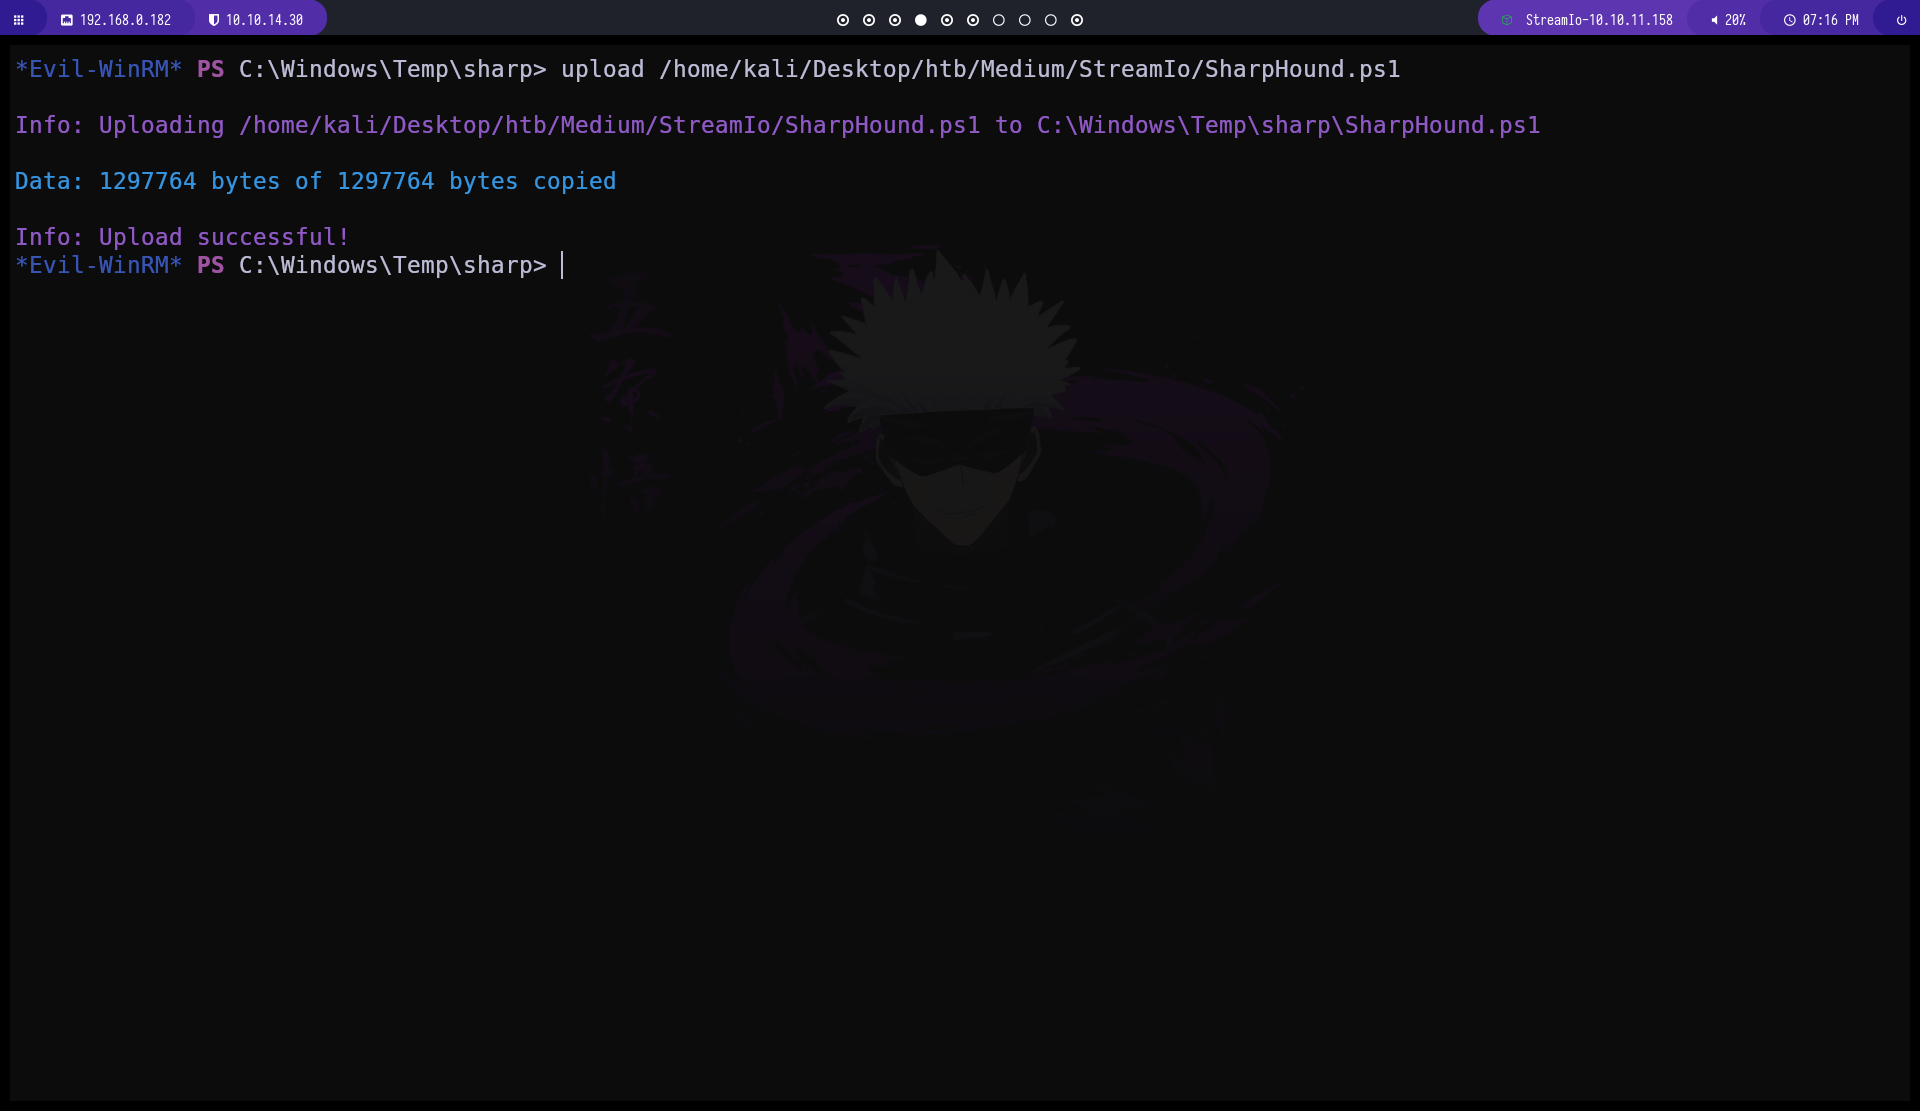 192.168.0.182 10.10.14.30 StreamIo-10.10.11.158 20% 07:16 PM
*Evil-WinRM* PS C:\Windows\Temp\sharp> upload /home/kali/Desktop/htb/Medium/StreamIo/SharpHound.ps1
Info: Uploading /home/kali/Desktop/htb/Medium/StreamIo/SharpHound.ps1 to C:\Windows\Temp\sharp\SharpHound.ps1
Data: 1297764 bytes of 1297764 bytes copied
Info: Upload successful!
*Evil-WinRM* PS C:\Windows\Temp\sharp>
五
条
悟